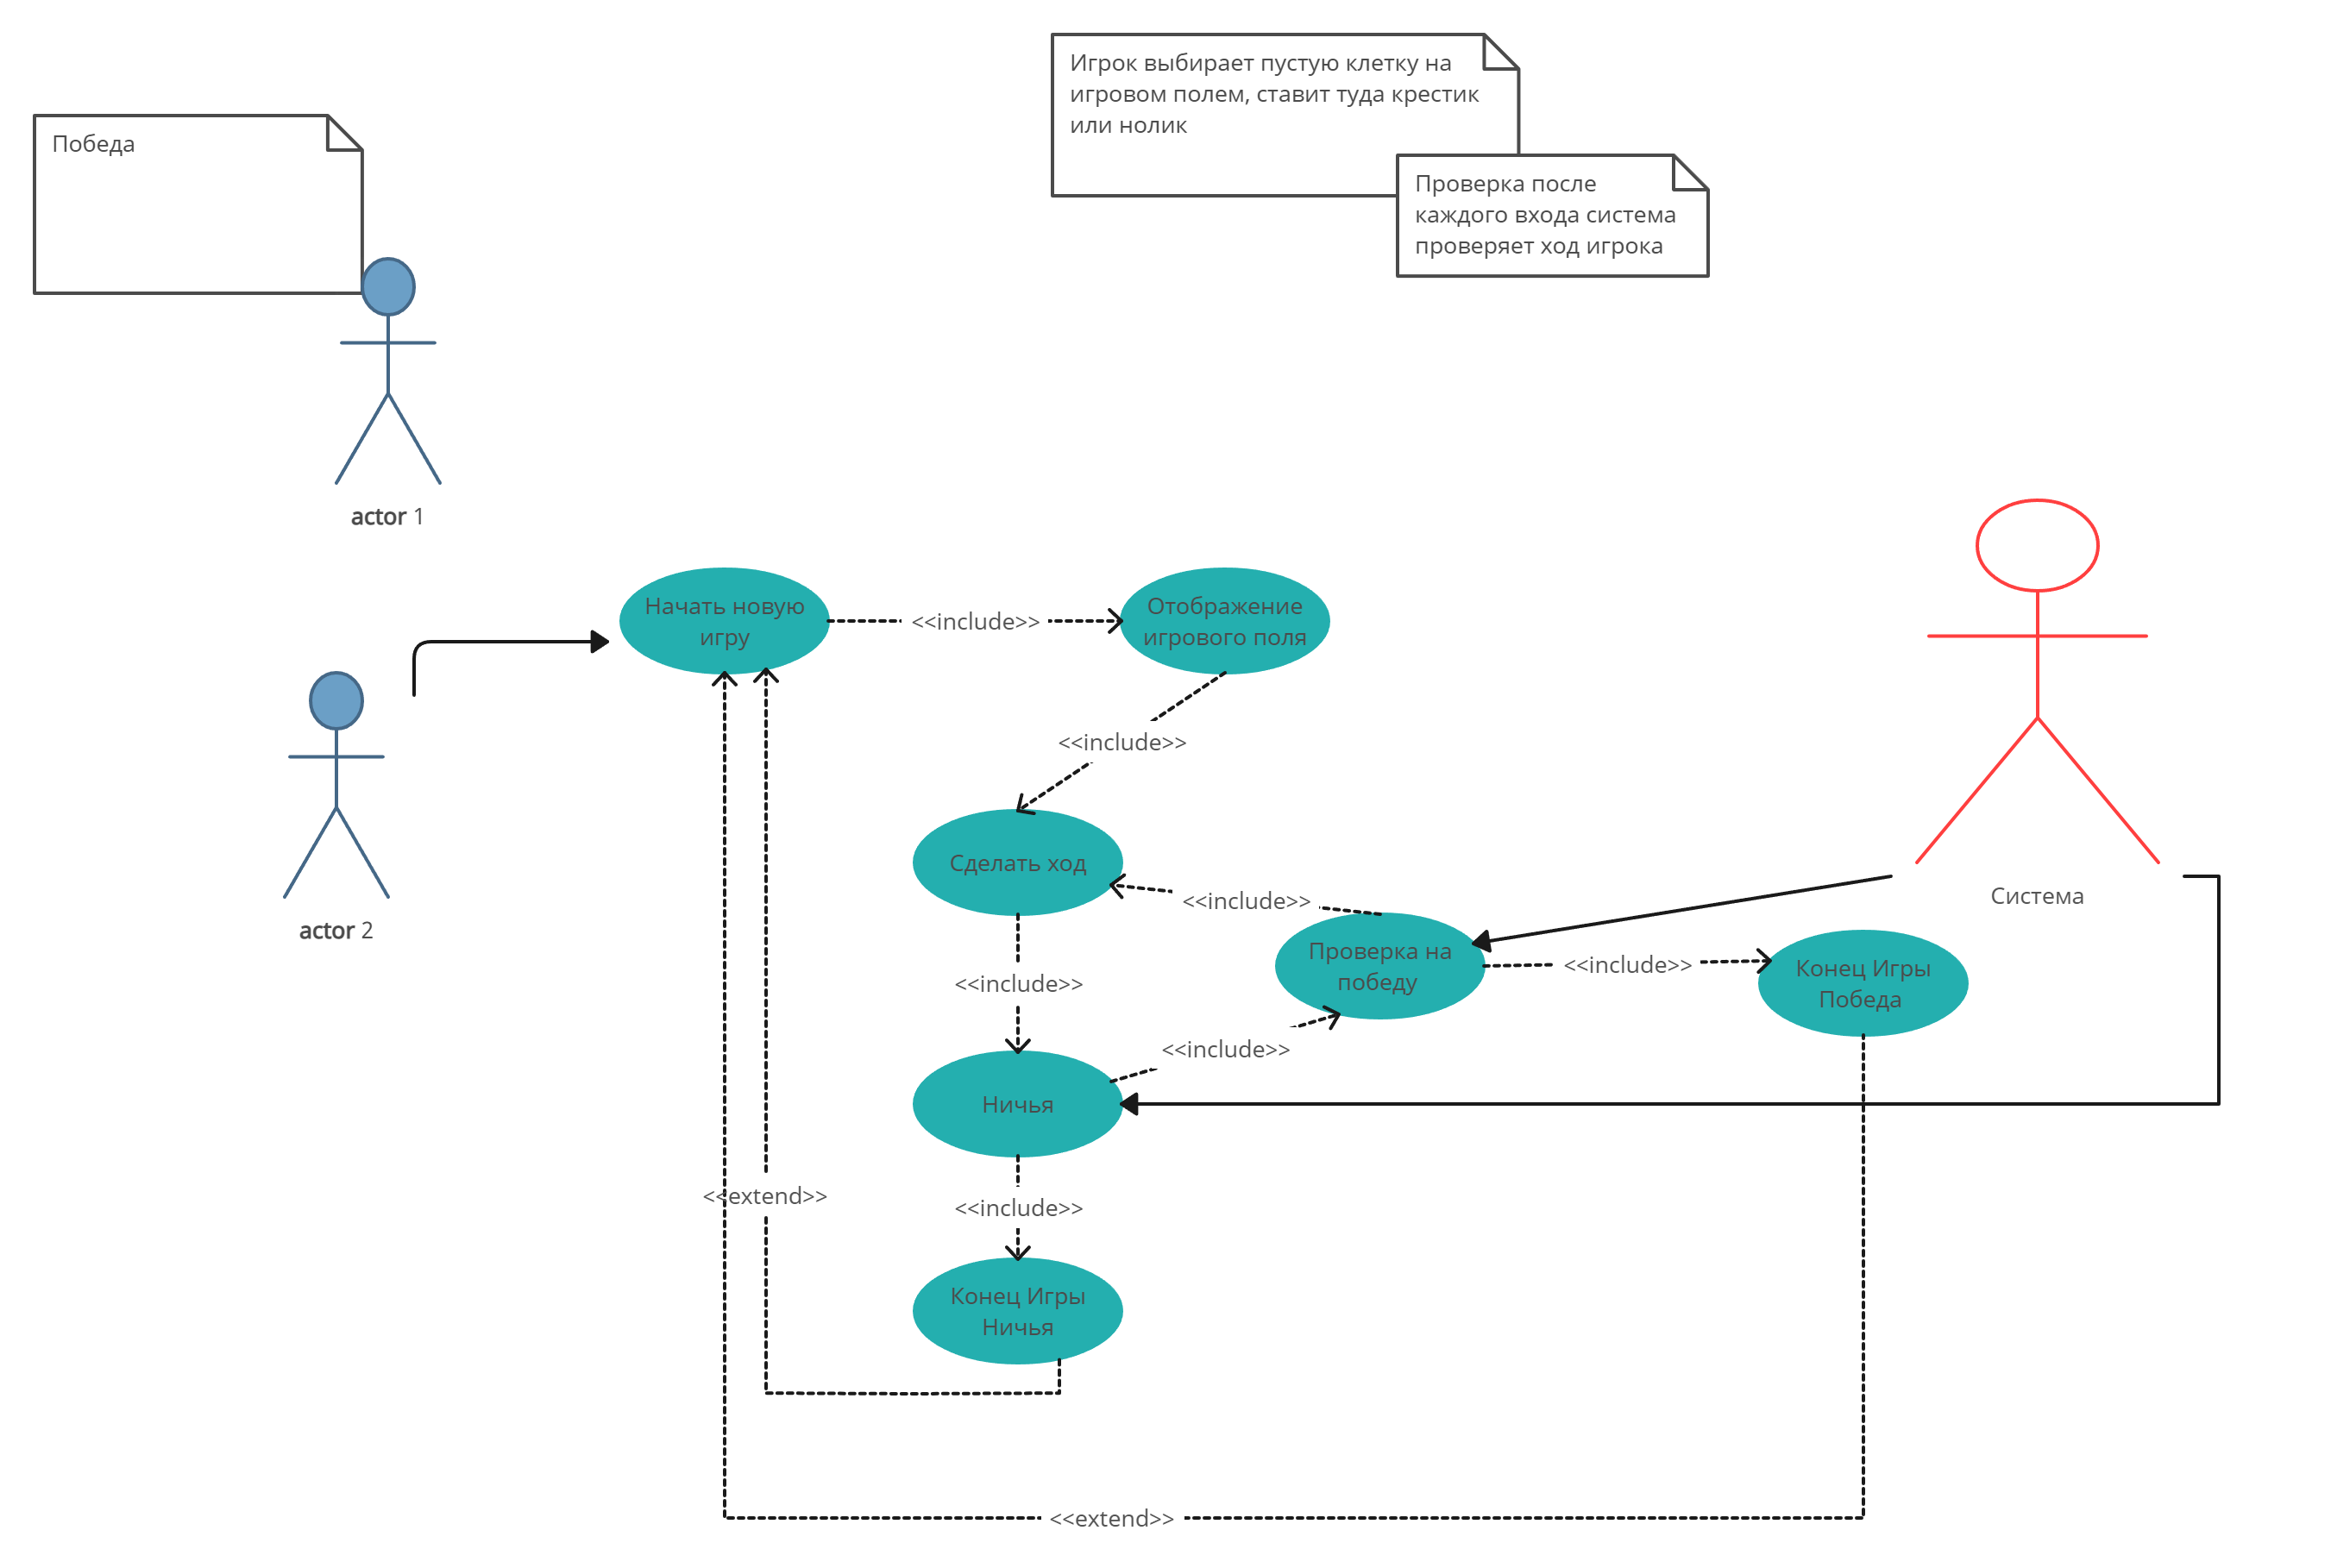 Игрок выбирает пустую клетку на
игровом полем, ставит туда крестик
или нолик
Победа
Проверка после
каждого входа система
проверяет ход игрока
actor 1
Начать новую
игру
<<include>>
Отображение
игрового поля
<<include>>
Сделать ход
<<include>>
Система
actor 2
Проверка на
победу
<<include>>
Конец Игры
Победа
<<include>>
<<include>>
Ничья
<<extend>>
<<include>>
Конец Игры
Ничья
<<extend>>